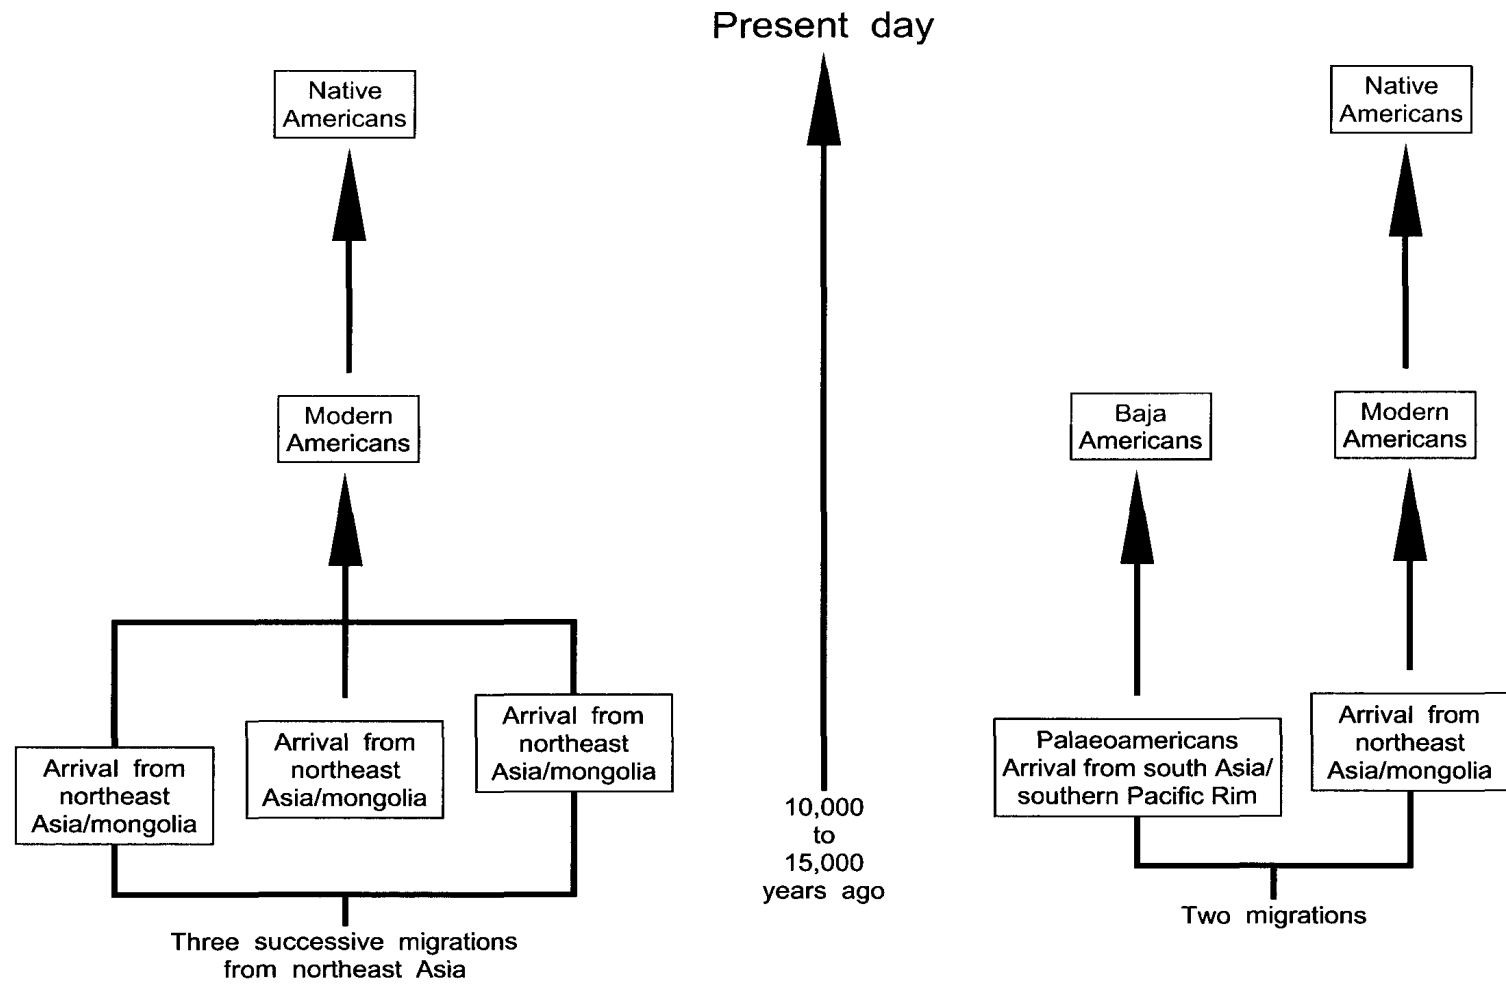 Present day
Native
Americans
Modern
Americans
Arrival from
northeast
Asia/mongolia
Arrival from
northeast
Asia/mongolia
Arrival from
northeast
Asia/mongolia
Three successive migrations
from northeast Asia
10,000
to
15,000
years ago
Native
Americans
Baja
Americans
Modern
Americans
Palaeoamericans
Arrival from south Asia/
southern Pacific Rim
Arrival from
northeast
Asia/mongolia
Two migrations